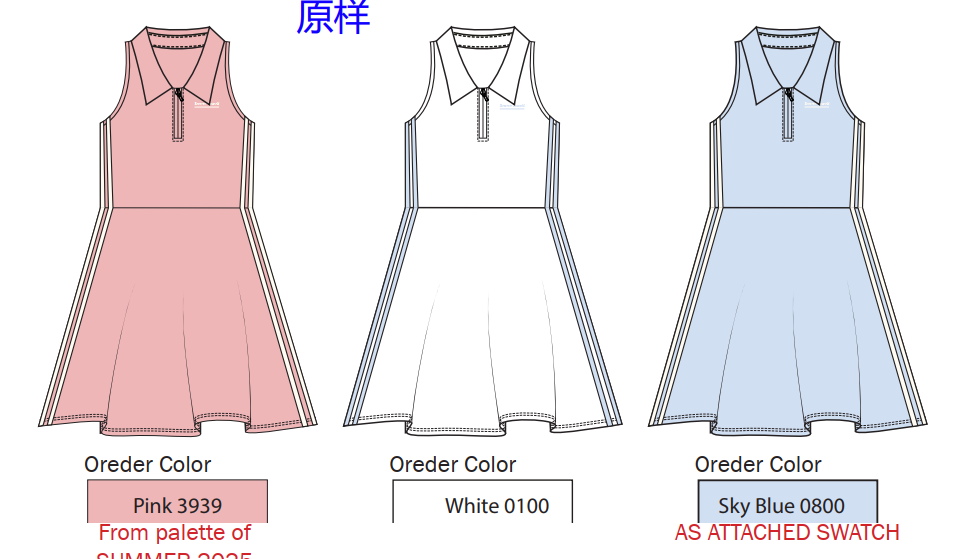 原样
Oreder Color
Oreder Color
Oreder Color
Pink 3939
White 0100
Sky Blue 0800
From palette of
AS ATTACHED SWATCH
SUMMER 2025